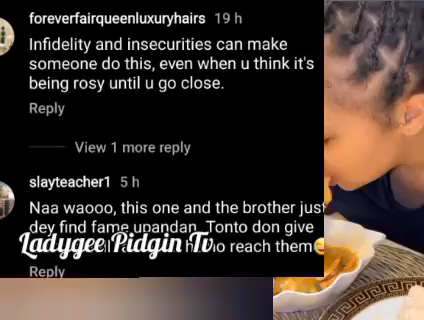 foreverfairqueenluxuryhairs 19 h
Infidelity and insecurities can make
someone do this, even when u think it's
being rosy until u go close.
Reply
View 1 more reply
slayteacher1 5 h
Naa waooo, this one and the brother just
dey find fame upandan. Tonto don give
reach them
Ladygee Pidgin Tv
Reply